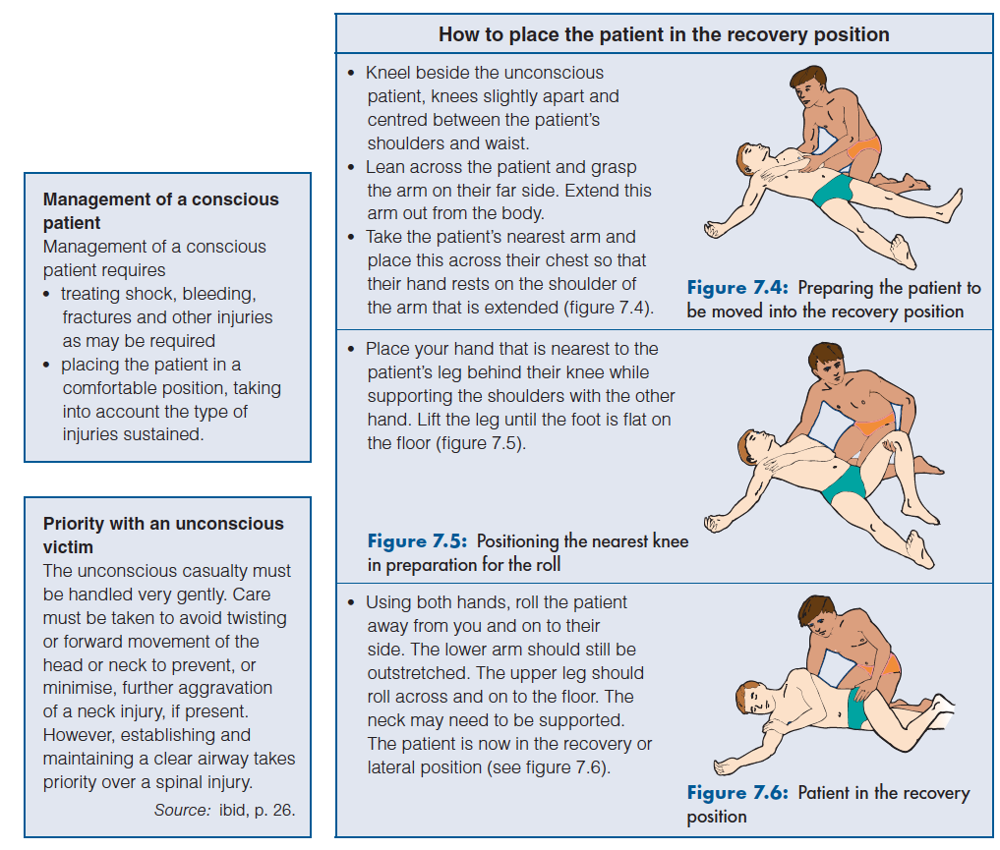 Management of a conscious
patient
Management of a conscious
patient requires
• treating shock, bleeding,
fractures and other injuries
as may be required
• placing the patient in a
comfortable position, taking
into account the type of
injuries sustained.
Priority with an unconscious
victim
The unconscious casualty must
be handled very gently. Care
must be taken to avoid twisting
or forward movement of the
head or neck to prevent, or
minimise, further aggravation
of a neck injury, if present.
However, establishing and
maintaining a clear airway takes
priority over a spinal injury.
Source: ibid, p. 26.
How to place the patient in the recovery position
• Kneel beside the unconscious
patient, knees slightly apart and
centred between the patient’s
shoulders and waist.
• Lean across the patient and grasp
the arm on their far side. Extend this
arm out from the body.
• Take the patient’s nearest arm and
place this across their chest so that
their hand rests on the shoulder of
the arm that is extended (figure 7.4).
Figure 7.4: Preparing the patient to
be moved into the recovery position
• Place your hand that is nearest to the
patient’s leg behind their knee while
supporting the shoulders with the other
hand. Lift the leg until the foot is flat on
the floor (figure 7.5).
Figure 7.5: Positioning the nearest knee
in preparation for the roll
• Using both hands, roll the patient
away from you and on to their
side. The lower arm should still be
outstretched. The upper leg should
roll across and on to the floor. The
neck may need to be supported.
The patient is now in the recovery or
lateral position (see figure 7.6).
Figure 7.6: Patient in the recovery
position